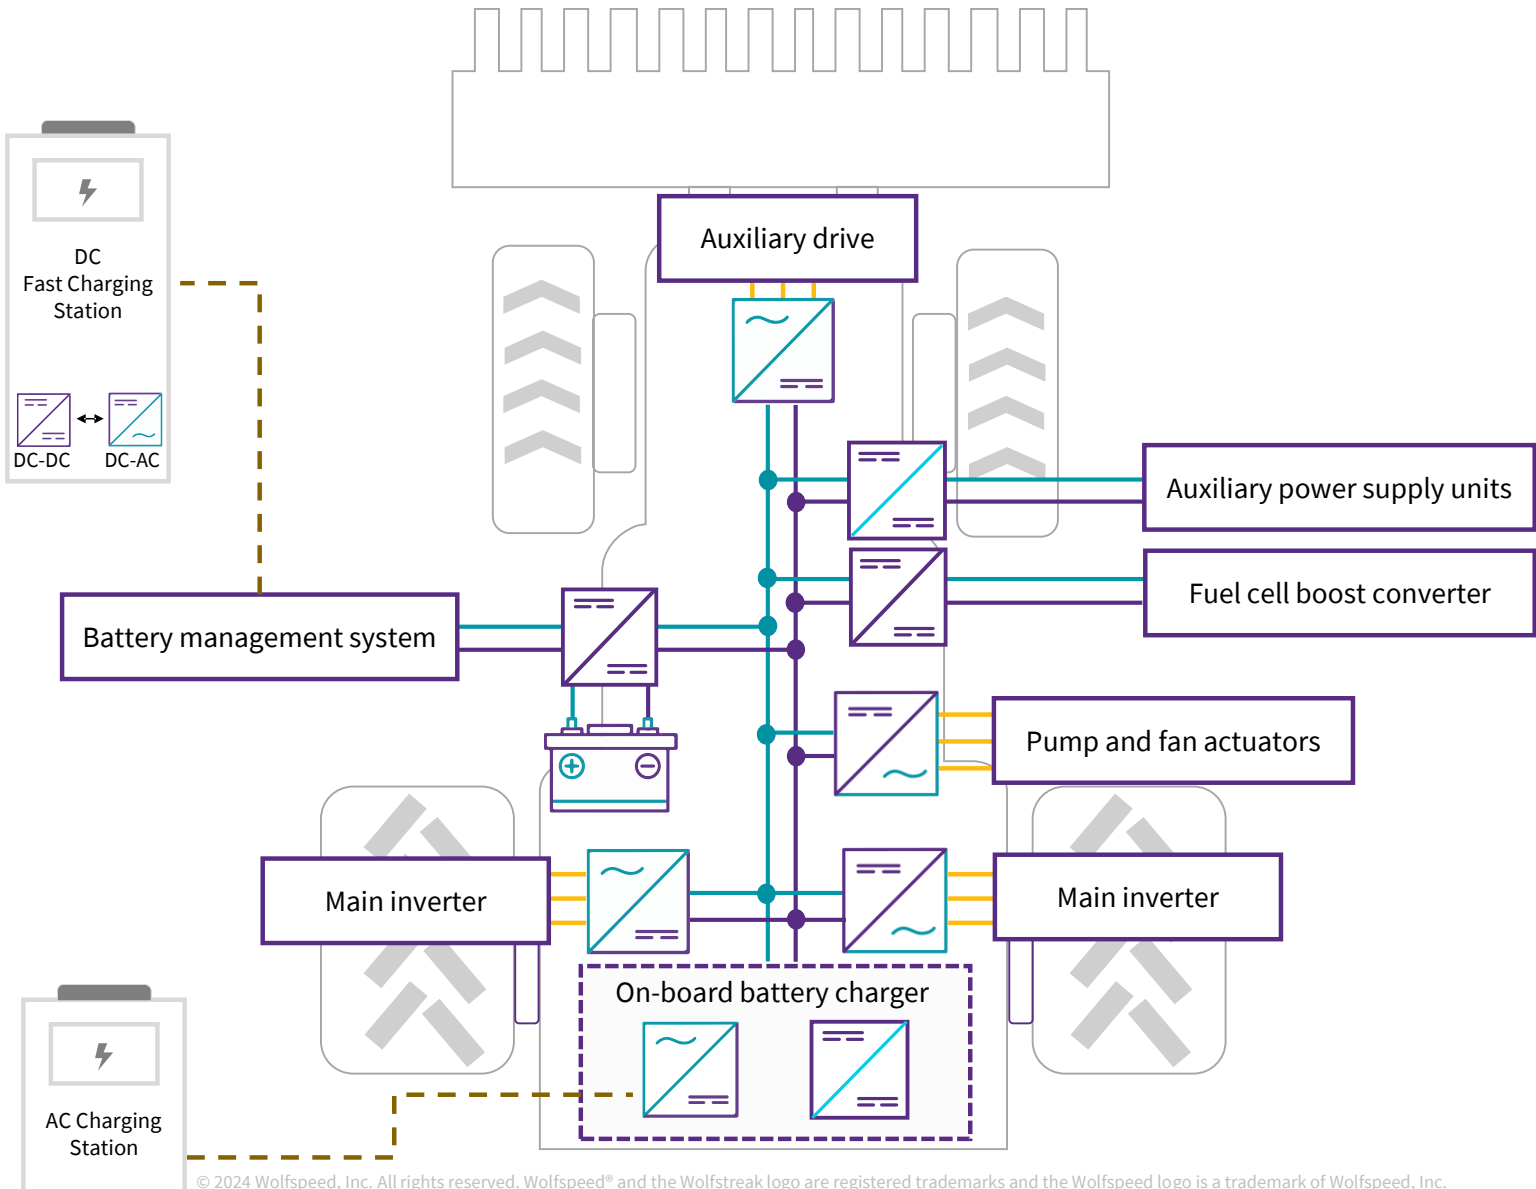 Auxiliary drive
DC
Fast Charging
Station
DC-DC
DC-AC
Auxiliary power supply units
Fuel cell boost converter
Battery management system
Pump and fan actuators
Main inverter
Main inverter
On-board battery charger
AC Charging
Station
© 2024 Wolfspeed, Inc. All rights reserved. Wolfspeed® and the Wolfstreak logo are registered trademarks and the Wolfspeed logo is a trademark of Wolfspeed, Inc.